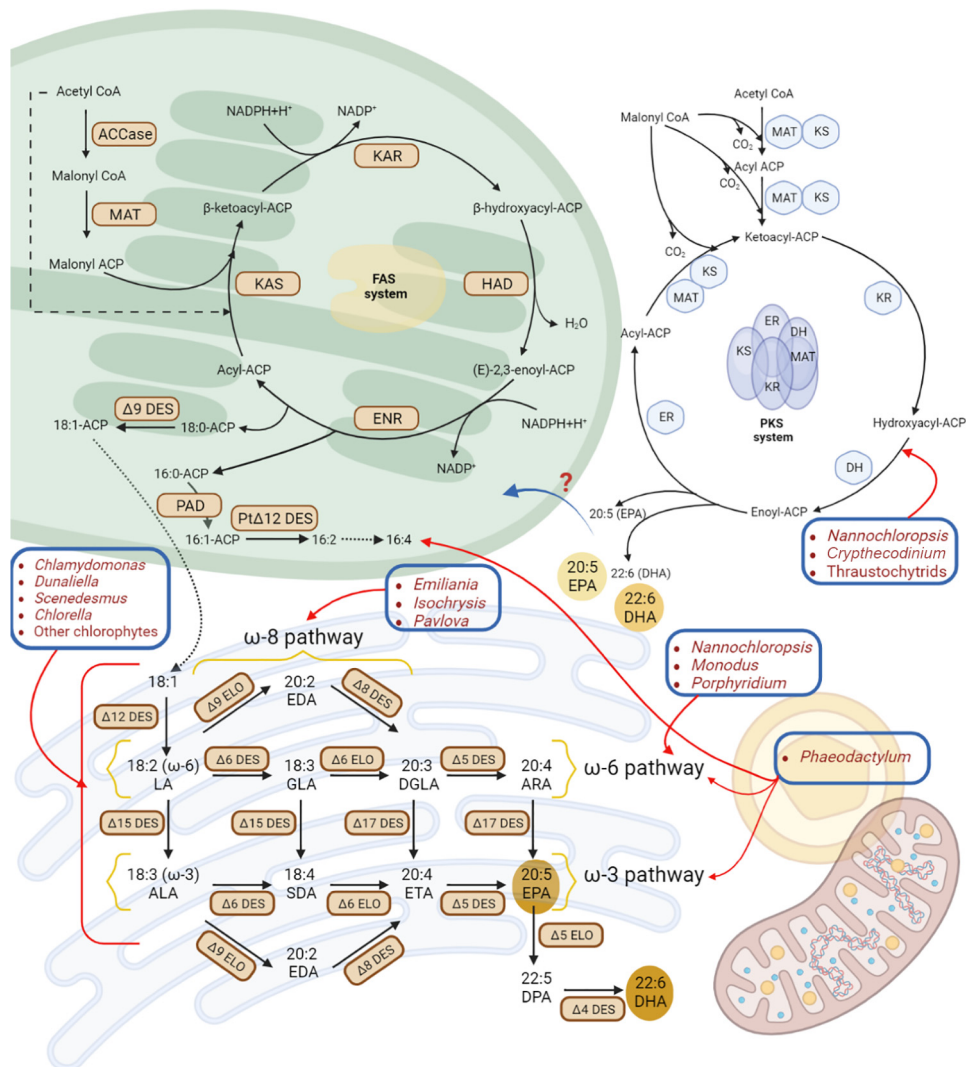 Acetyl CoA
ACCase
Malonyl CoA
MAT
Malonyl ACP
NADPH+H⁺
NADP⁺
KAR
β-ketoacyl-ACP
β-hydroxyacyl-ACP
KAS
FAS
system
HAD
H₂O
Acyl-ACP
(E)-2,3-enoyl-ACP
ENR
NADPH+H⁺
NADP⁺
Δ9 DES
18:1-ACP
18:0-ACP
16:0-ACP
PAD
PtΔ12 DES
16:1-ACP
16:2
16:4
Acetyl CoA
Malonyl CoA
MAT
KS
CO₂
Acyl ACP
CO₂
MAT
KS
Ketoacyl-ACP
CO₂
KS
MAT
KR
Acyl-ACP
ER
DH
KS
MAT
KR
PKS
system
ER
Hydroxyacyl-ACP
DH
Enoyl-ACP
20:5 (EPA)
22:6 (DHA)
?
20:5
EPA
22:6
DHA
• Nannochloropsis
• Crypthecodinium
• Thraustochytrids
• Chlamydomonas
• Dunaliella
• Scenedesmus
• Chlorella
• Other chlorophytes
• Emiliania
• Isochrysis
• Pavlova
• Nannochloropsis
• Monodus
• Porphyridium
• Phaeodactylum
ω-8 pathway
18:1
Δ9 ELO
20:2
EDA
Δ8 DES
Δ12 DES
18:2 (ω-6)
LA
Δ6 DES
18:3
GLA
Δ6 ELO
20:3
DGLA
Δ5 DES
20:4
ARA
ω-6 pathway
Δ15 DES
Δ15 DES
Δ17 DES
Δ17 DES
18:3 (ω-3)
ALA
Δ6 DES
18:4
SDA
Δ6 ELO
20:4
ETA
Δ5 DES
20:5
EPA
ω-3 pathway
Δ9 ELO
20:2
EDA
Δ8 DES
Δ5 ELO
22:5
DPA
Δ4 DES
22:6
DHA